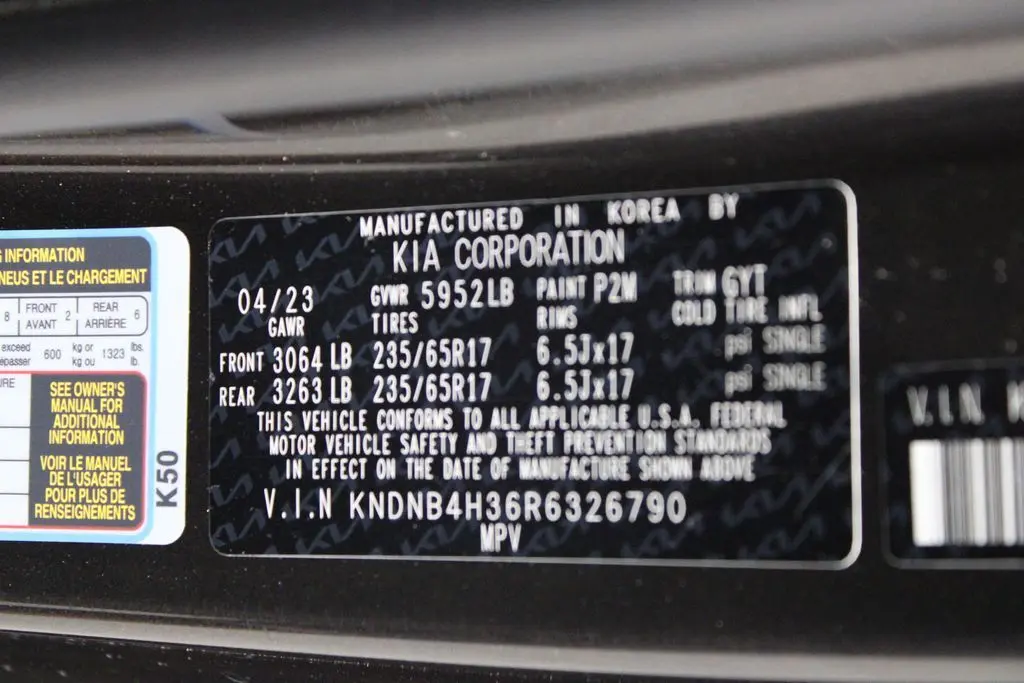 G INFORMATION
NEUS ET LE CHARGEMENT
8 FRONT AVANT 2 REAR ARRIÈRE 6
exceed
épasser 600 kg or kg ou 1323 lbs. lb.
URE
SEE OWNER'S
MANUAL FOR
ADDITIONAL
INFORMATION
VOIR LE MANUEL
DE L'USAGER
POUR PLUS DE
RENSEIGNEMENTS
K50
MANUFACTURED IN KOREA BY
KIA CORPORATION
04/23 GVWR 5952LB PAINT P2M TRIM GYT
GAWR TIRES RIMS COLD TIRE INFL
FRONT 3064 LB 235/65R17 6.5Jx17 psi SINGLE
REAR 3263 LB 235/65R17 6.5Jx17 psi SINGLE
THIS VEHICLE CONFORMS TO ALL APPLICABLE U.S.A. FEDERAL
MOTOR VEHICLE SAFETY AND THEFT PREVENTION STANDARDS
IN EFFECT ON THE DATE OF MANUFACTURE SHOWN ABOVE
V.I.N KNDNB4H36R6326790
MPV
V.I.N. K